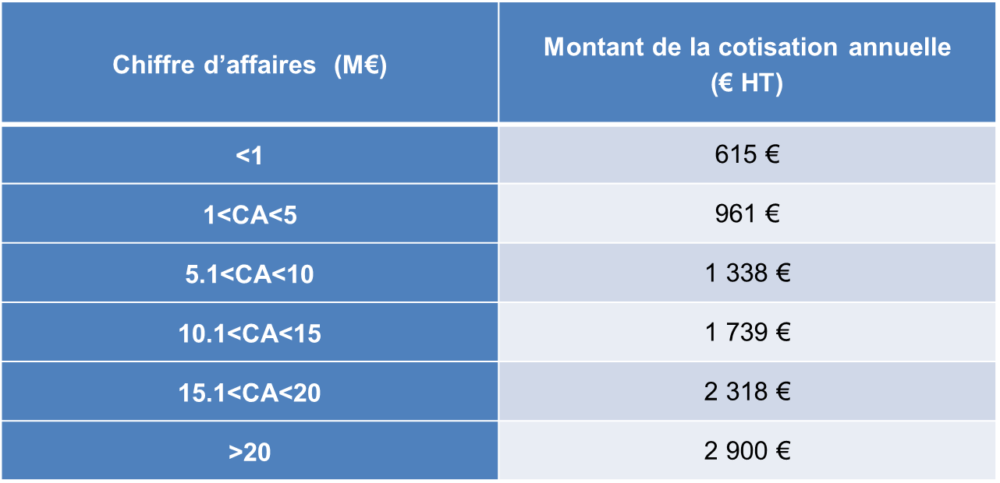 Chiffre d’affaires (M€)
Montant de la cotisation annuelle
(€ HT)
<1
615 €
1<CA<5
961 €
5.1<CA<10
1 338 €
10.1<CA<15
1 739 €
15.1<CA<20
2 318 €
>20
2 900 €